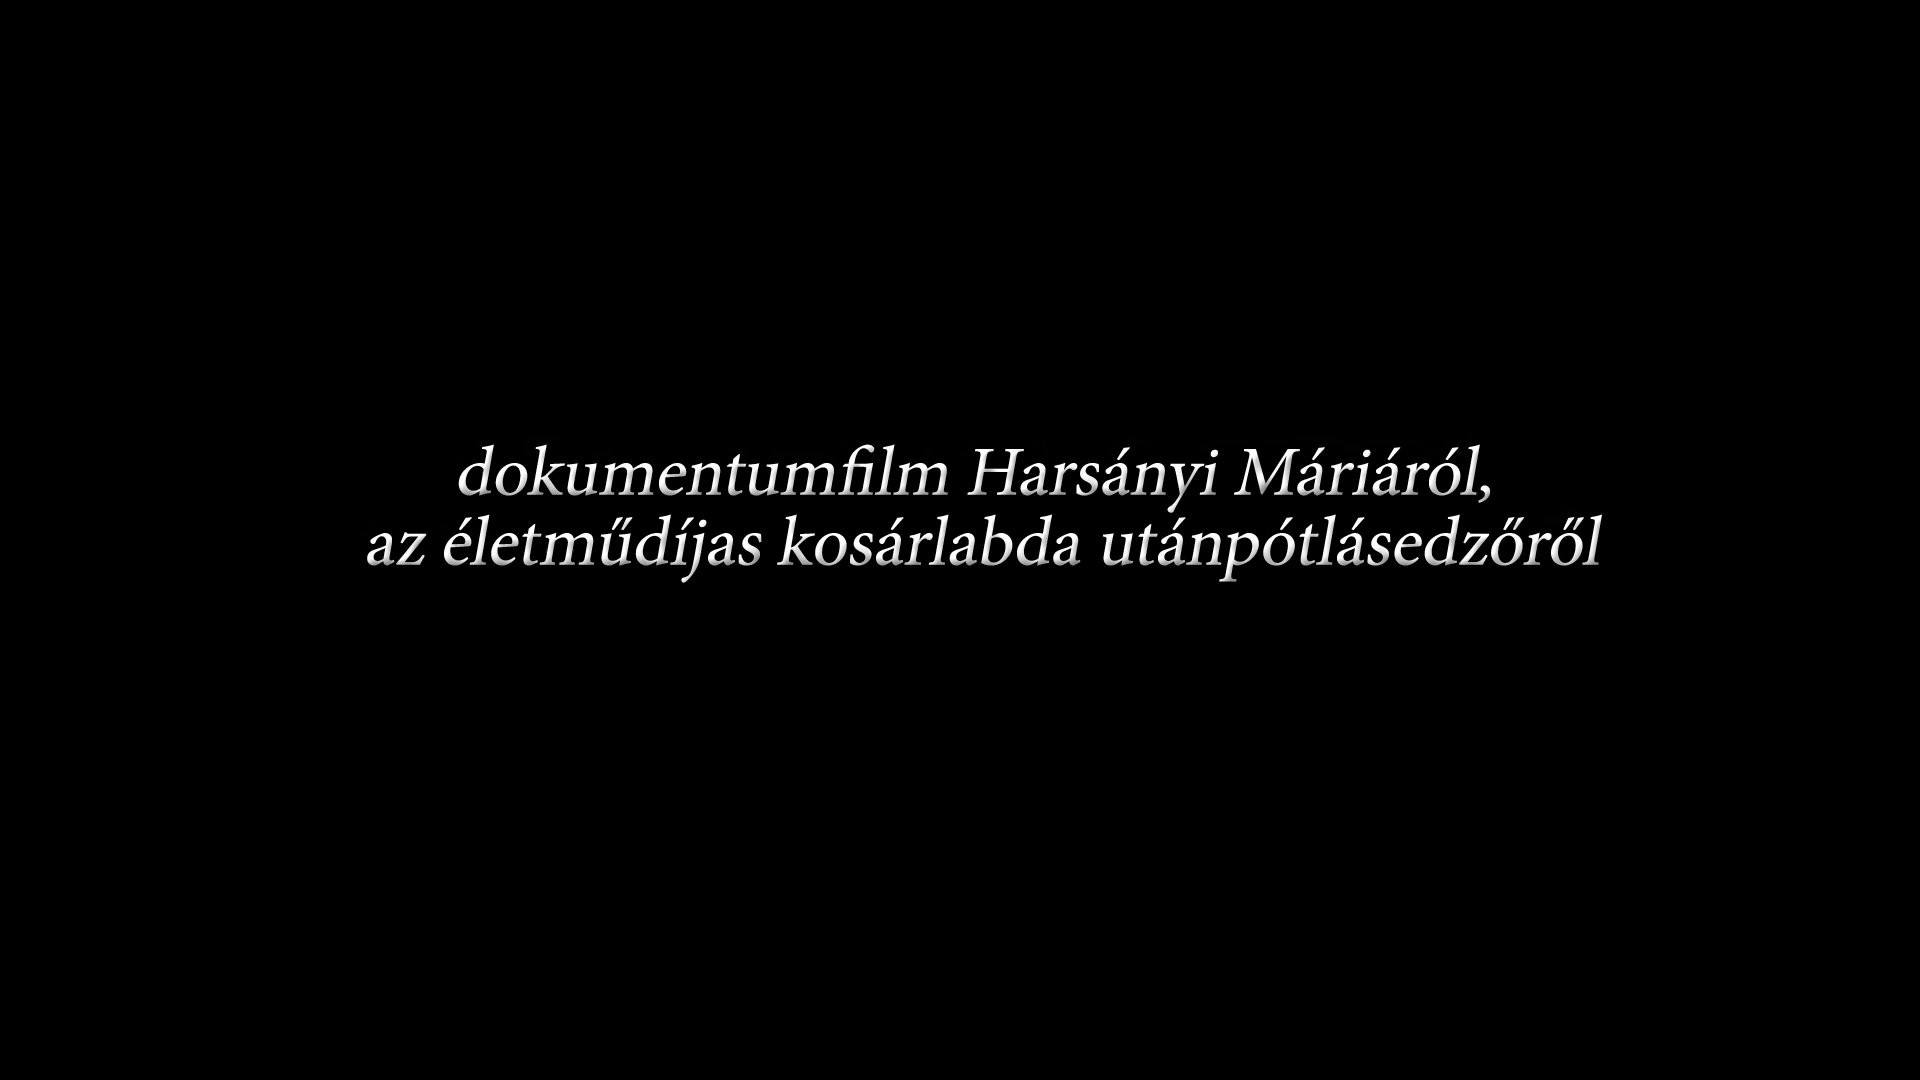 dokumentumfilm Harsányi Máriáról,
az életműdíjas kosárlabda utánpótlásedzőről